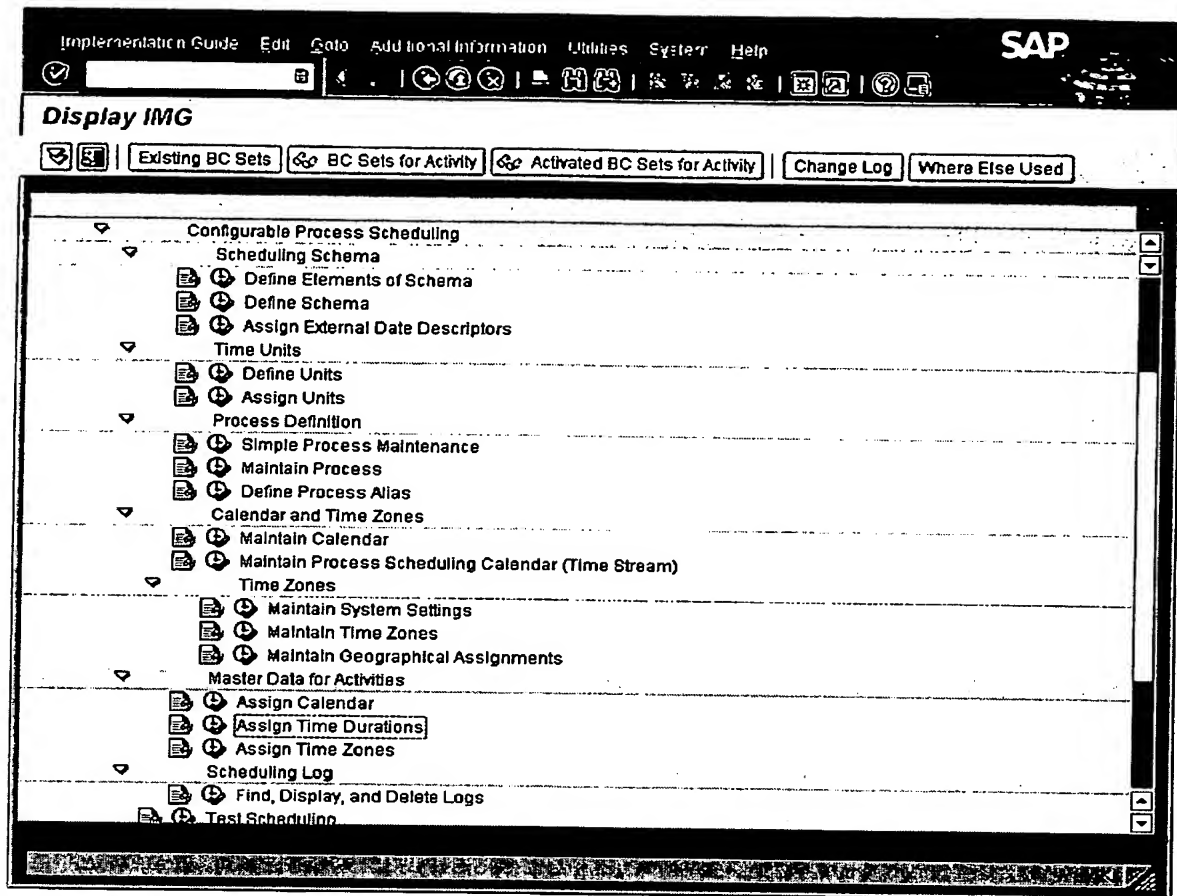 Implementation Guide Edit Goto Additional Information Utilities System Help
SAP
Display IMG
Existing BC Sets BC Sets for Activity Activated BC Sets for Activity Change Log Where Else Used
Configurable Process Scheduling
Scheduling Schema
Define Elements of Schema
Define Schema
Assign External Date Descriptors
Time Units
Define Units
Assign Units
Process Definition
Simple Process Maintenance
Maintain Process
Define Process Alias
Calendar and Time Zones
Maintain Calendar
Maintain Process Scheduling Calendar (Time Stream)
Time Zones
Maintain System Settings
Maintain Time Zones
Maintain Geographical Assignments
Master Data for Activities
Assign Calendar
Assign Time Durations
Assign Time Zones
Scheduling Log
Find, Display, and Delete Logs
Test Scheduling